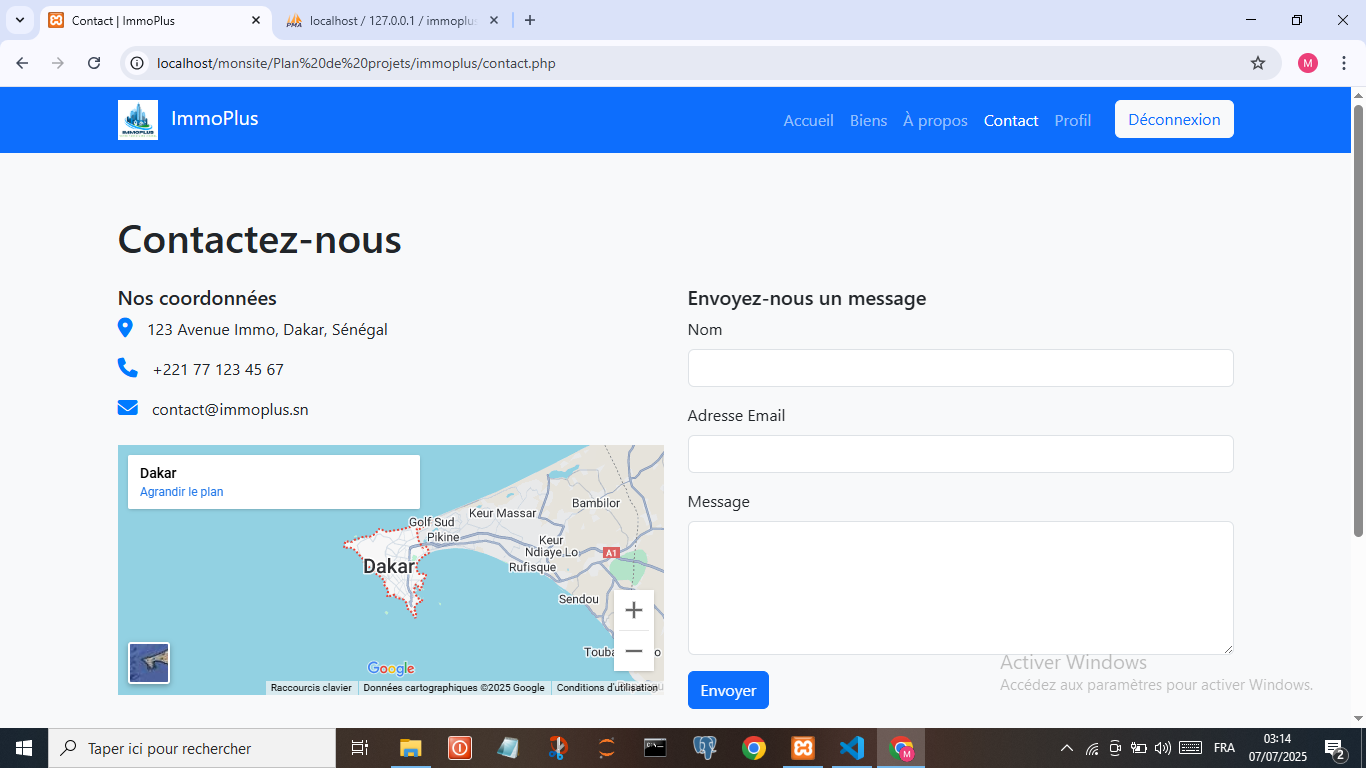 Contact | ImmoPlus
localhost / 127.0.0.1 / immoplus
localhost/monsite/Plan%20de%20projets/immoplus/contact.php
M
IMMOPLUS
ImmoPlus
Accueil
Biens
À propos
Contact
Profil
Déconnexion
Contactez-nous
Nos coordonnées
123 Avenue Immo, Dakar, Sénégal
+221 77 123 45 67
contact@immoplus.sn
Dakar
Agrandir le plan
Bambilor
Keur Massar
Golf Sud
Pikine
Keur
Ndiaye Lo
A1
Rufisque
Dakar
Sendou
Google
Raccourcis clavier
Données cartographiques ©2025 Google
Conditions d'utilisation
Envoyez-nous un message
Nom
Adresse Email
Message
Envoyer
Activer Windows
Accédez aux paramètres pour activer Windows.
Taper ici pour rechercher
M
FRA
03:14
07/07/2025
2